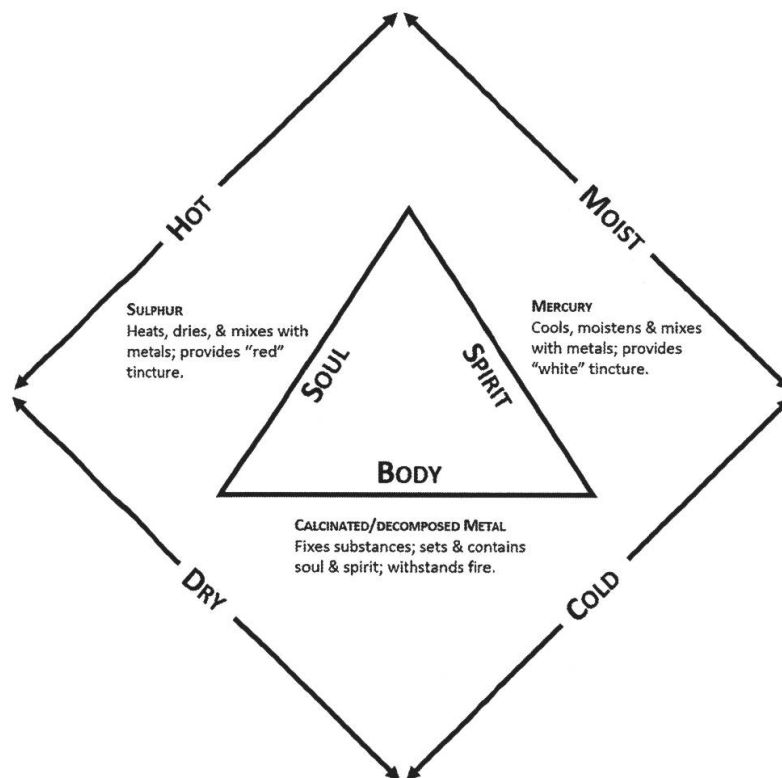 HOT
MOIST
SULPHUR
Heats, dries, & mixes with
metals; provides “red”
tincture.
MERCURY
Cools, moistens & mixes
with metals; provides
“white” tincture.
SOUL
SPIRIT
BODY
CALCINATED/DECOMPOSED METAL
Fixes substances; sets & contains
soul & spirit; withstands fire.
DRY
COLD